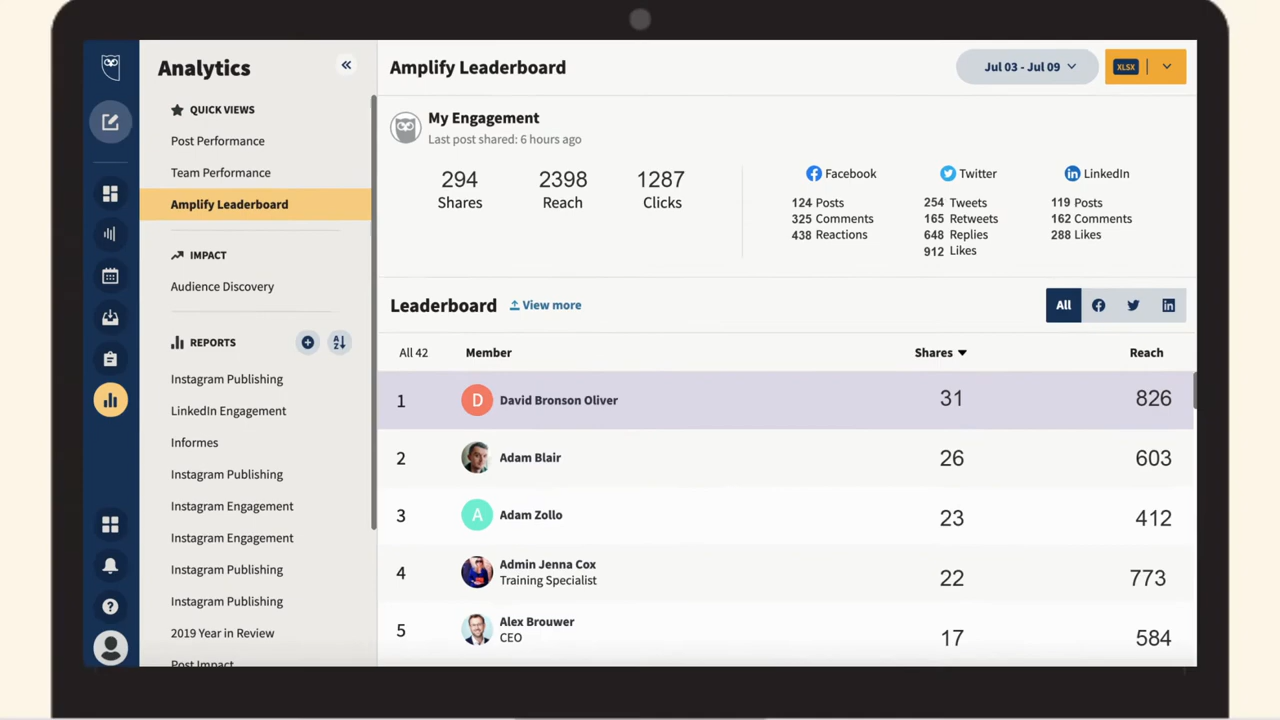 Analytics
QUICK VIEWS
Post Performance
Team Performance
Amplify Leaderboard
IMPACT
Audience Discovery
REPORTS
A
Z
Instagram Publishing
LinkedIn Engagement
Informes
Instagram Publishing
Instagram Engagement
Instagram Engagement
Instagram Publishing
Instagram Publishing
2019 Year in Review
Post Impact
Amplify Leaderboard
Jul 03 - Jul 09
XLSX
My Engagement
Last post shared: 6 hours ago
294 2398 1287
Shares Reach Clicks
Facebook
124 Posts
325 Comments
438 Reactions
Twitter
254 Tweets
165 Retweets
648 Replies
912 Likes
LinkedIn
119 Posts
162 Comments
288 Likes
Leaderboard View more
All
All 42 Member Shares Reach
1 D David Bronson Oliver 31 826
2 Adam Blair 26 603
3 A Adam Zollo 23 412
4 Admin Jenna Cox 22 773
Training Specialist
5 Alex Brouwer 17 584
CEO